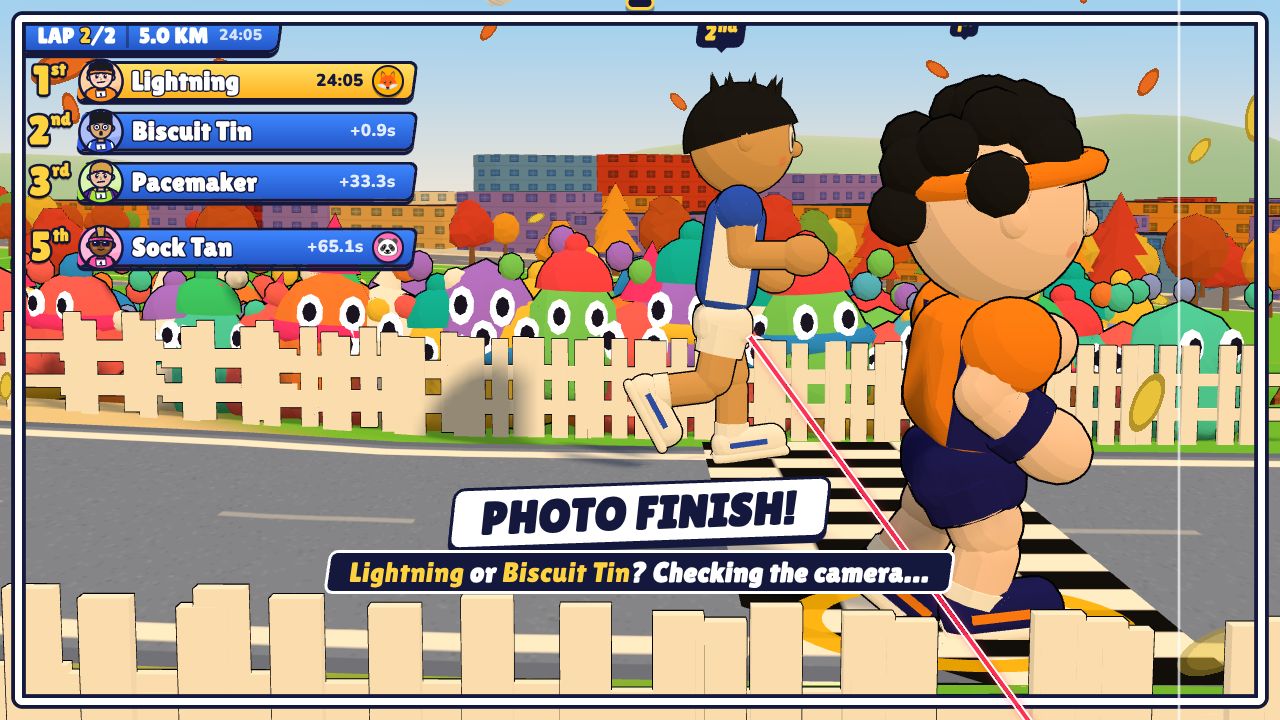 LAP 2/2 5.0 KM 24:05
1st Lightning 24:05
2nd Biscuit Tin +0.9s
3rd Pacemaker +33.3s
5th Sock Tan +65.1s
2nd
PHOTO FINISH!
Lightning or Biscuit Tin? Checking the camera...